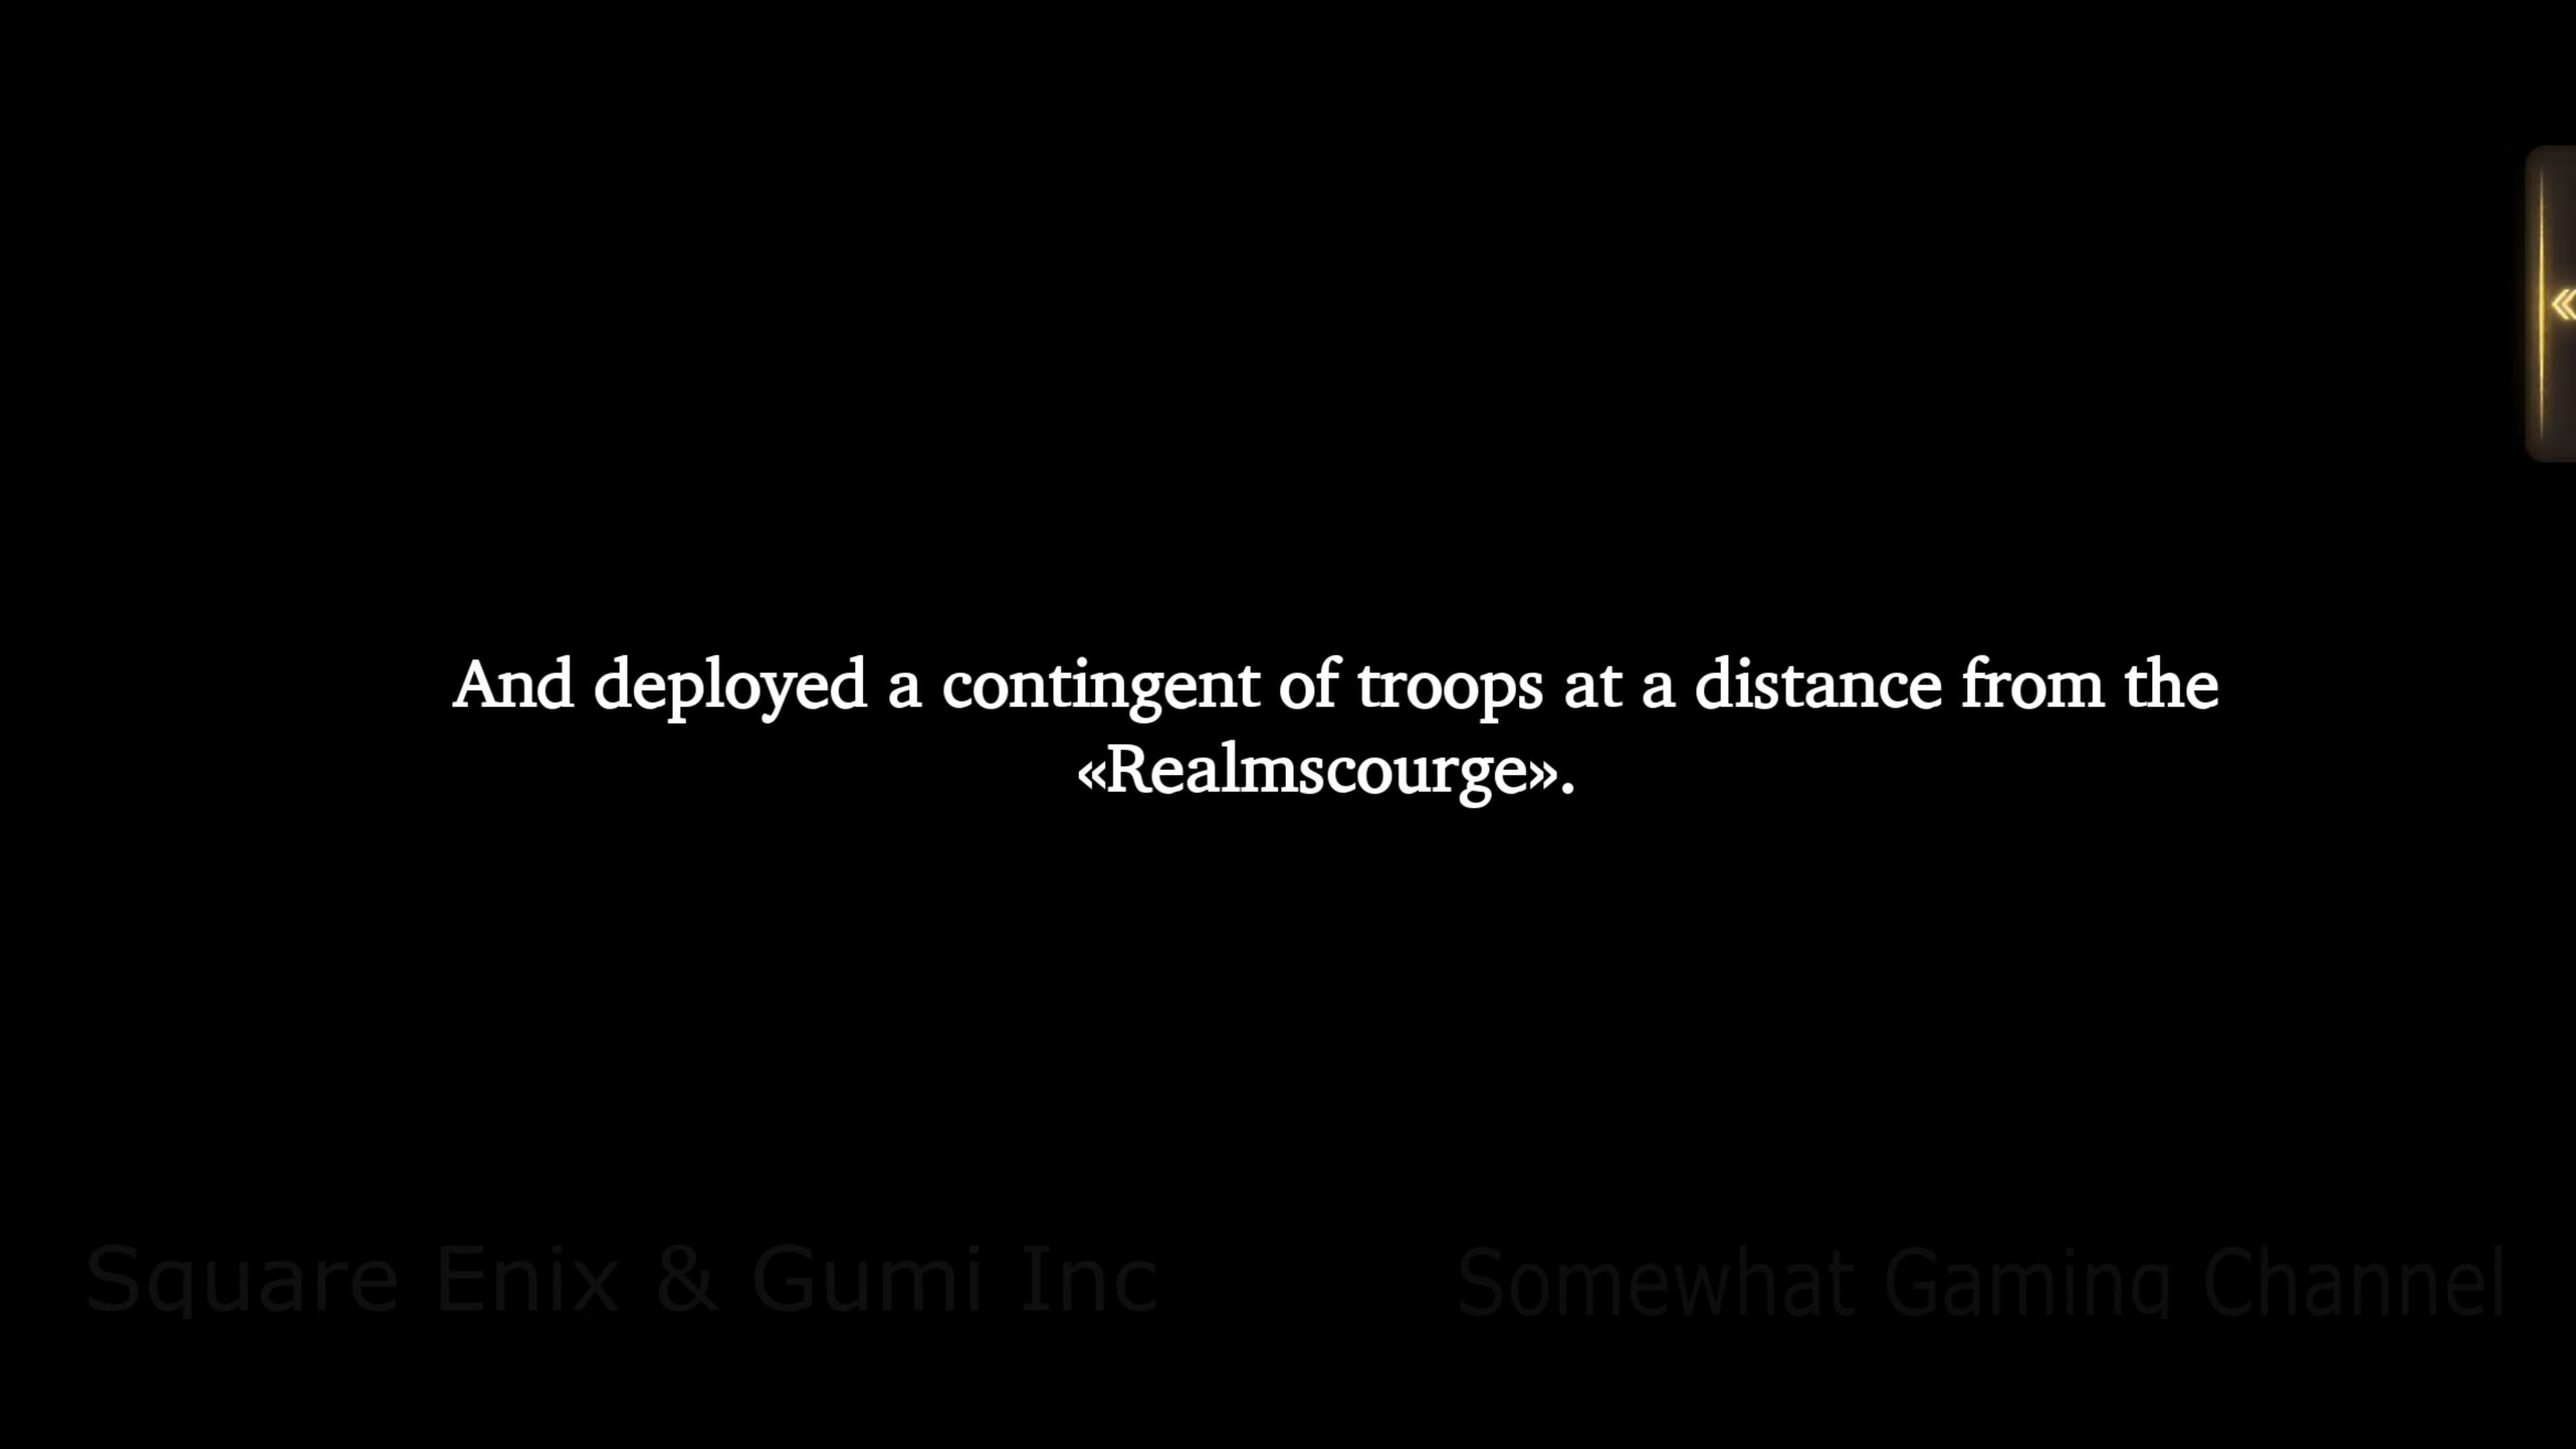 And deployed a contingent of troops at a distance from the
«Realmscourge».
Square Enix & Gumi Inc
Somewhat Gaming Channel